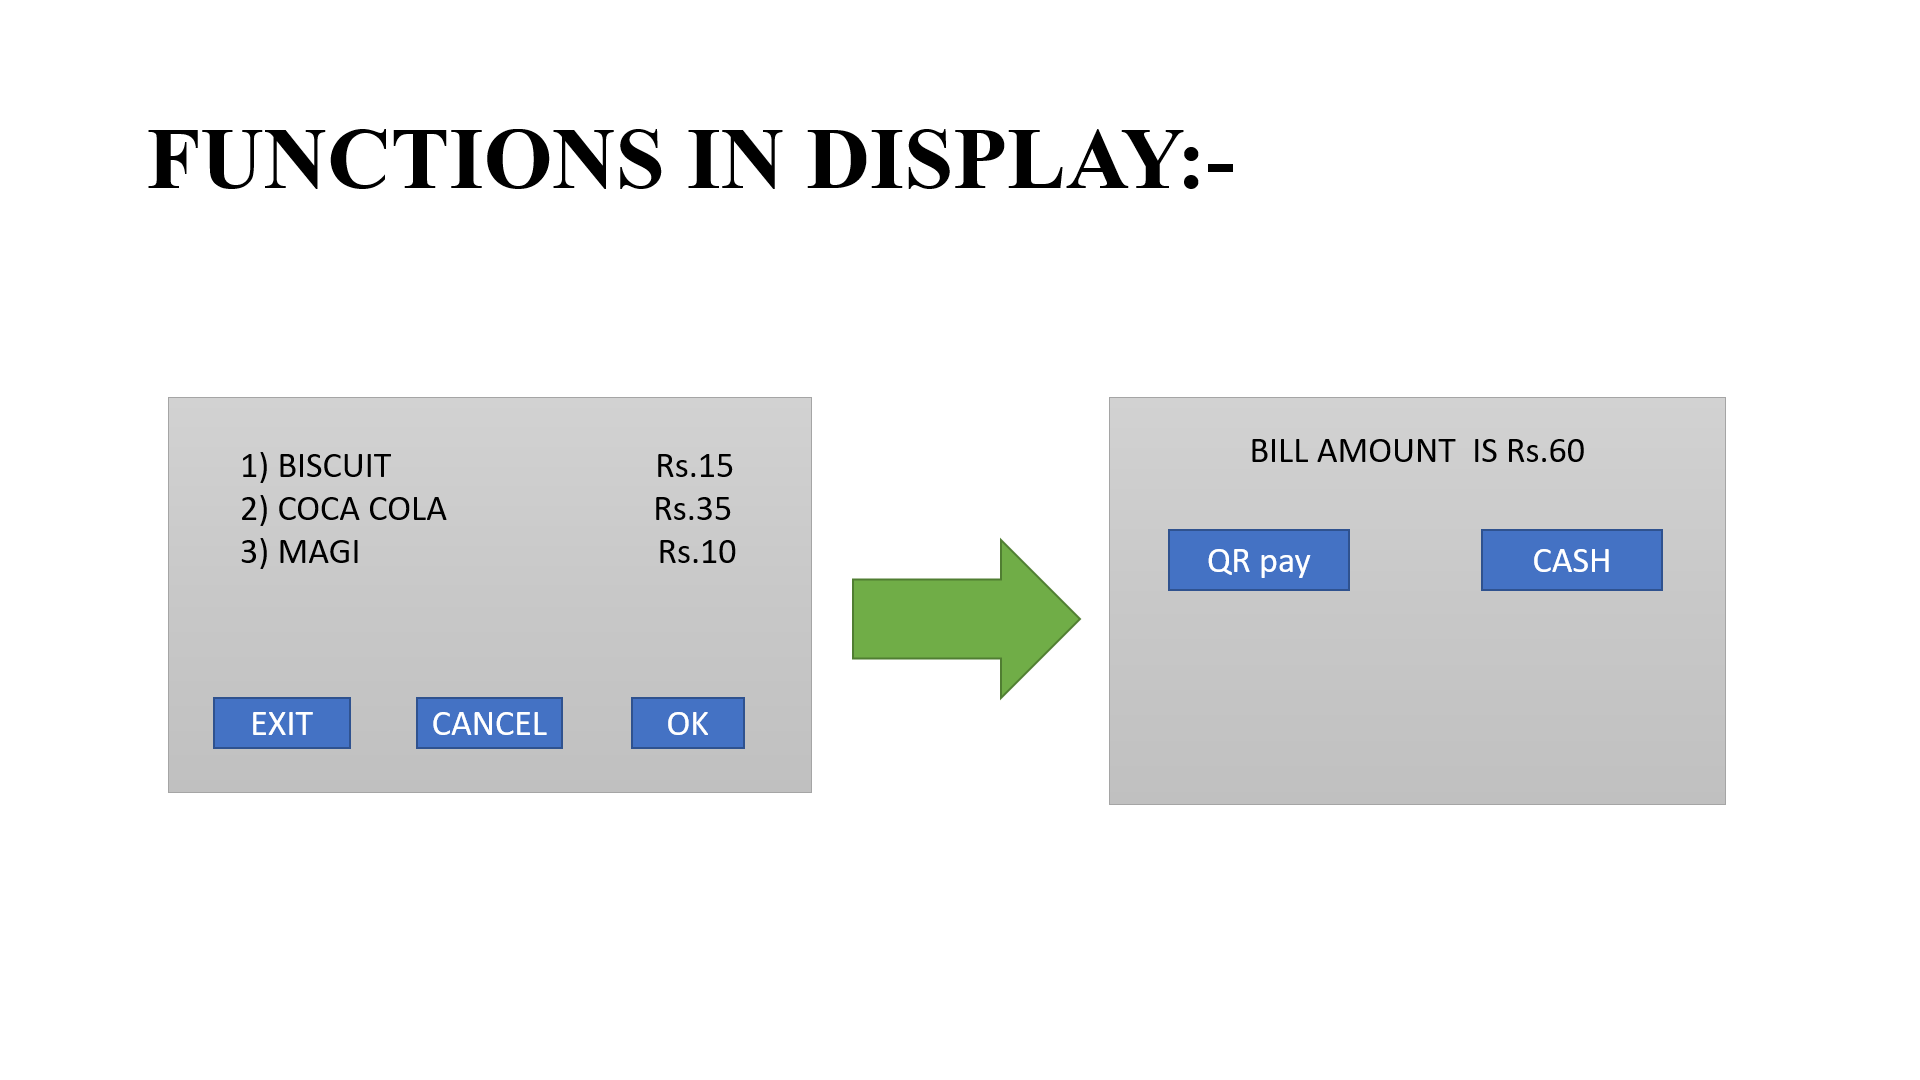 FUNCTIONS IN DISPLAY:-
1) BISCUIT Rs.15
2) COCA COLA Rs.35
3) MAGI Rs.10
EXIT CANCEL OK
BILL AMOUNT  IS Rs.60
QR pay CASH